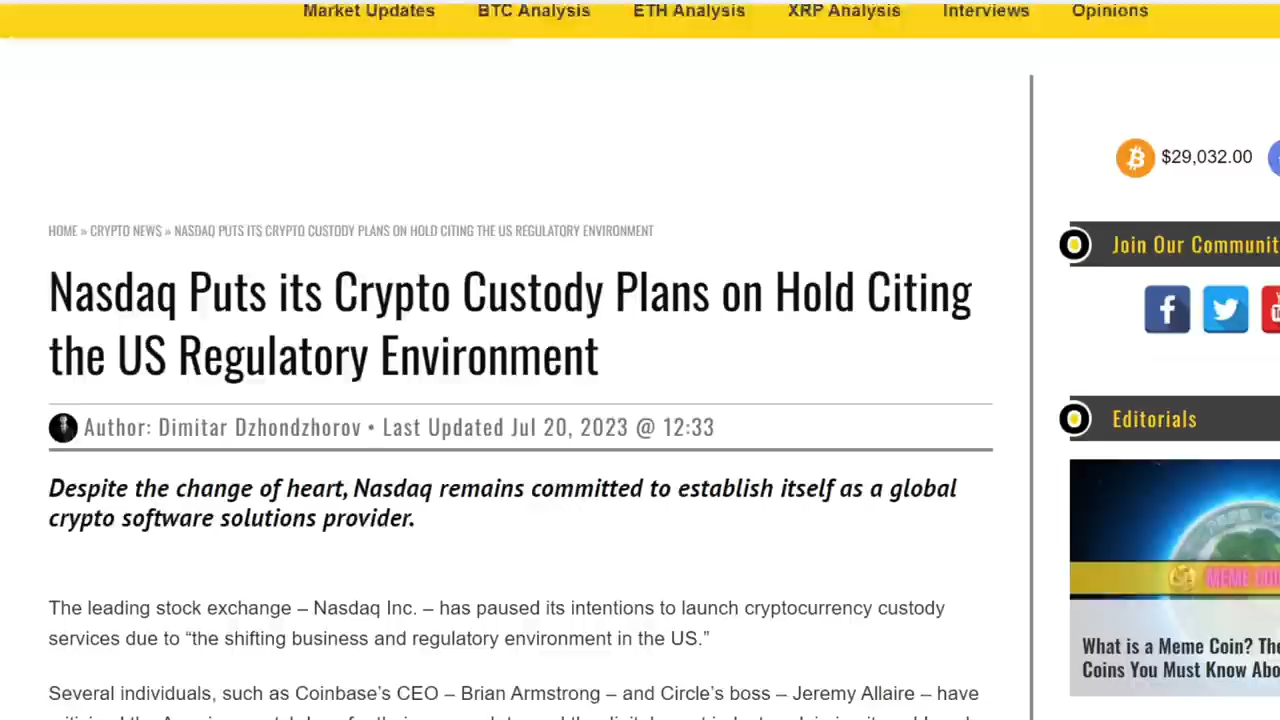 Market Updates BTC Analysis ETH Analysis XRP Analysis Interviews Opinions
$29,032.00
HOME » CRYPTO NEWS » NASDAQ PUTS ITS CRYPTO CUSTODY PLANS ON HOLD CITING THE US REGULATORY ENVIRONMENT
Nasdaq Puts its Crypto Custody Plans on Hold Citing
the US Regulatory Environment
Author: Dimitar Dzhondzhorov • Last Updated Jul 20, 2023 @ 12:33
Despite the change of heart, Nasdaq remains committed to establish itself as a global
crypto software solutions provider.
The leading stock exchange – Nasdaq Inc. – has paused its intentions to launch cryptocurrency custody
services due to “the shifting business and regulatory environment in the US.”
Several individuals, such as Coinbase’s CEO – Brian Armstrong – and Circle’s boss – Jeremy Allaire – have
Join Our Communit
Editorials
MEME
What is a Meme Coin? The
Coins You Must Know Abo